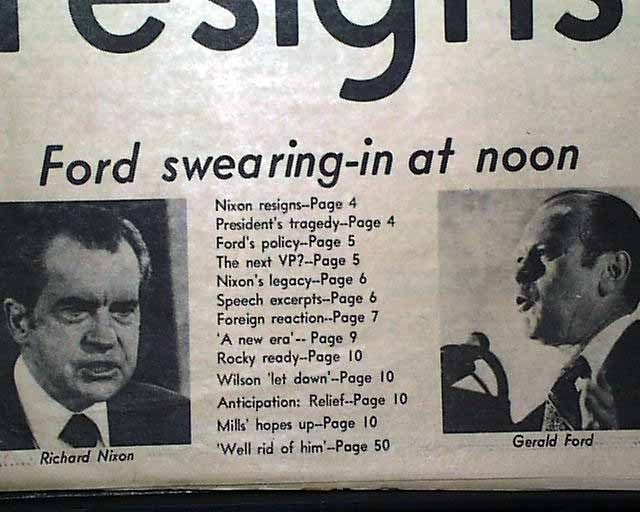 resigns
Ford swearing-in at noon
Nixon resigns--Page 4
President's tragedy--Page 4
Ford's policy--Page 5
The next VP?--Page 5
Nixon's legacy--Page 6
Speech excerpts--Page 6
Foreign reaction--Page 7
'A new era'-- Page 9
Rocky ready--Page 10
Wilson 'let down'--Page 10
Anticipation: Relief--Page 10
Mills' hopes up--Page 10
'Well rid of him'--Page 50
Richard Nixon
Gerald Ford